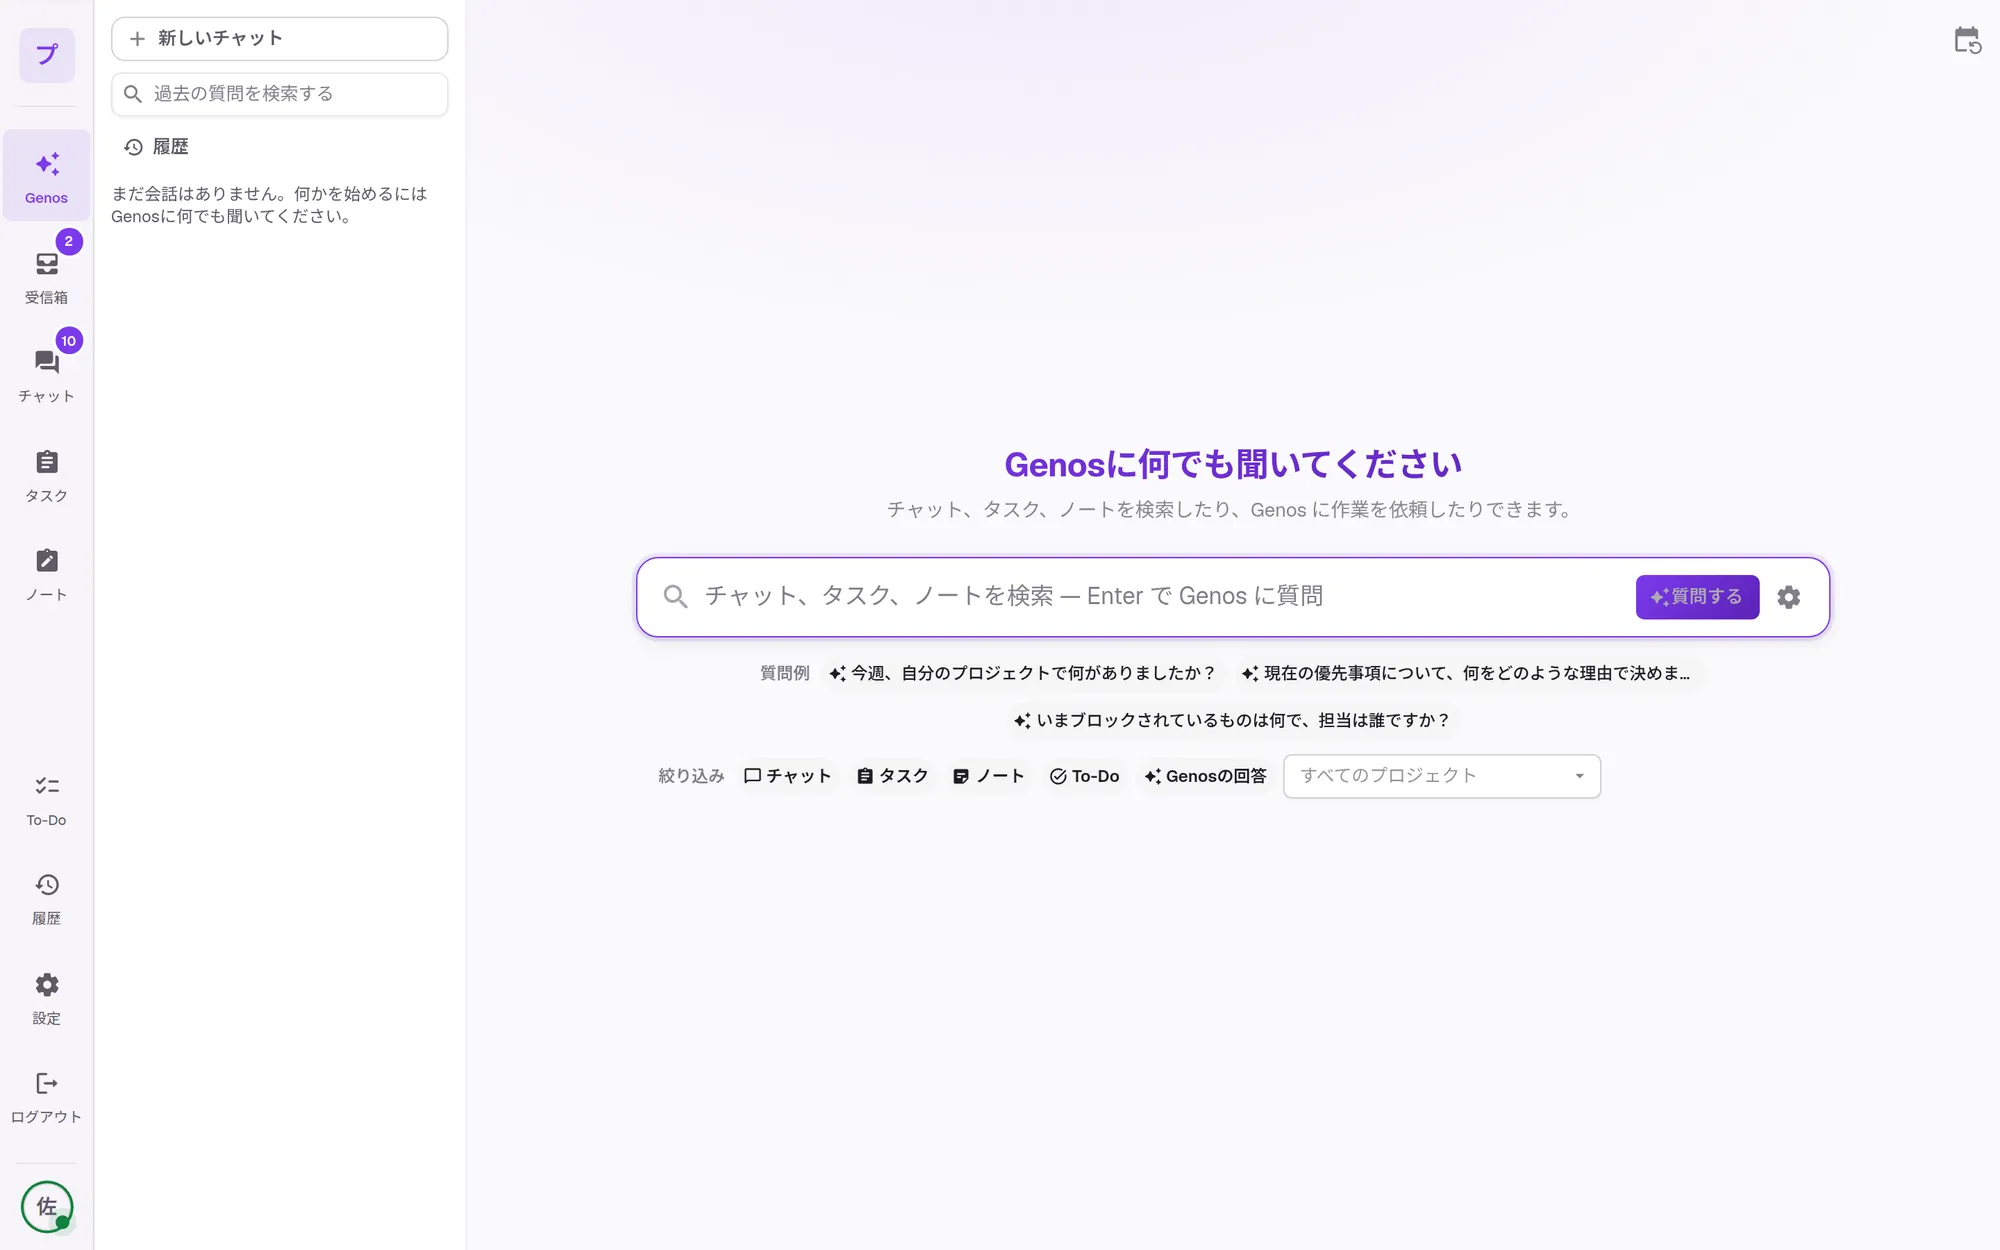 プ
Genos
2
受信箱
10
チャット
タスク
ノート
To-Do
履歴
設定
ログアウト
佐
新しいチャット
過去の質問を検索する
履歴
まだ会話はありません。何かを始めるには
Genosに何でも聞いてください。
Genosに何でも聞いてください
チャット、タスク、ノートを検索したり、Genos に作業を依頼したりできます。
チャット、タスク、ノートを検索 — Enter で Genos に質問
質問する
質問例 今週、自分のプロジェクトで何がありましたか？ 現在の優先事項について、何をどのような理由で決めま...
いまブロックされているものは何で、担当は誰ですか？
絞り込み チャット タスク ノート To-Do Genosの回答 すべてのプロジェクト